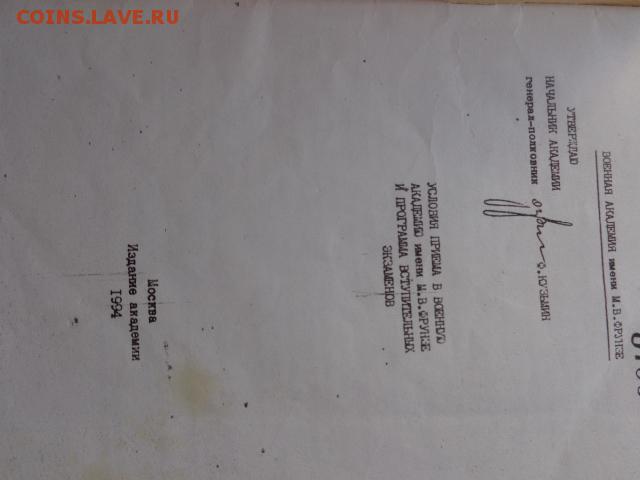 COINS.LAVE.RU
ВОЕННАЯ АКАДЕМИЯ имени М.В.ФРУНЗЕ
УТВЕРЖДАЮ
НАЧАЛЬНИК АКАДЕМИИ
генерал-полковник Ф.КУЗЬМИН
УСЛОВИЯ ПРИЕМА В ВОЕННУЮ
АКАДЕМИЮ имени М.В.ФРУНЗЕ
И ПРОГРАММА ВСТУПИТЕЛЬНЫХ
ЭКЗАМЕНОВ
Москва
Издание академии
1994